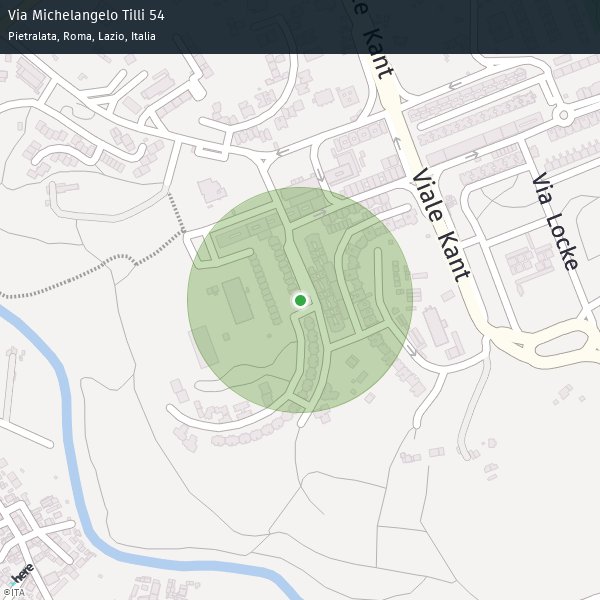 Via Michelangelo Tilli 54
Pietralata, Roma, Lazio, Italia
le Kant
Viale Kant
Via Locke
here
©ITA